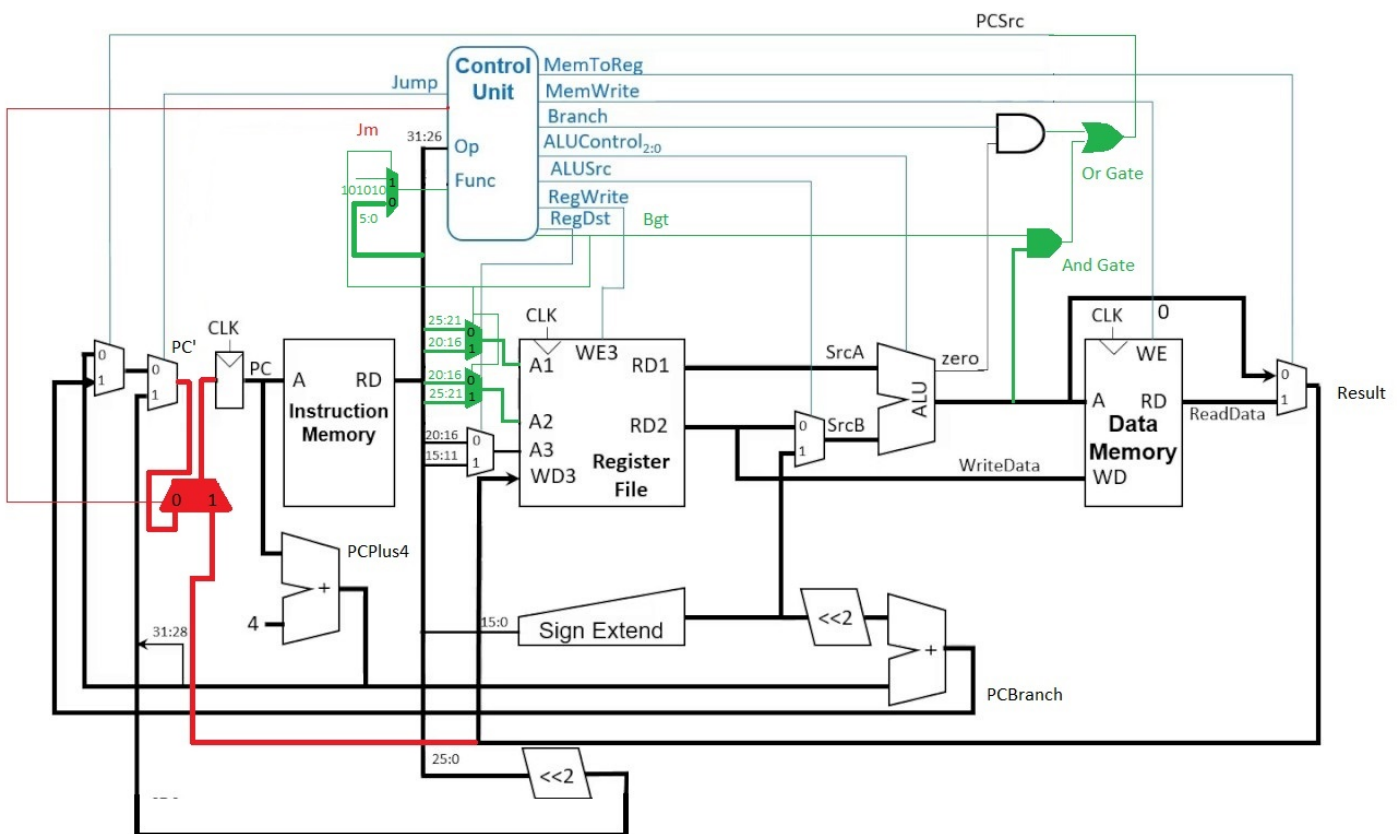 PCSrc
Control
Unit
MemToReg
MemWrite
Branch
ALUControl2:0
ALUSrc
RegWrite
RegDst
Jump
Op
Func
31:26
Jm
1
101010
0
5:0
Bgt
Or Gate
And Gate
0
1
PC'
0
1
CLK
PC
A
RD
Instruction
Memory
25:21
0
20:16
1
20:16
0
25:21
1
20:16
0
15:11
1
CLK
WE3
A1
RD1
A2
RD2
A3
WD3
Register
File
SrcA
zero
ALU
0
SrcB
1
WriteData
CLK
0
WE
A
RD
Data
Memory
WD
ReadData
0
1
Result
0
1
PCPlus4
+
4
31:28
15:0
Sign Extend
<<2
+
PCBranch
25:0
<<2